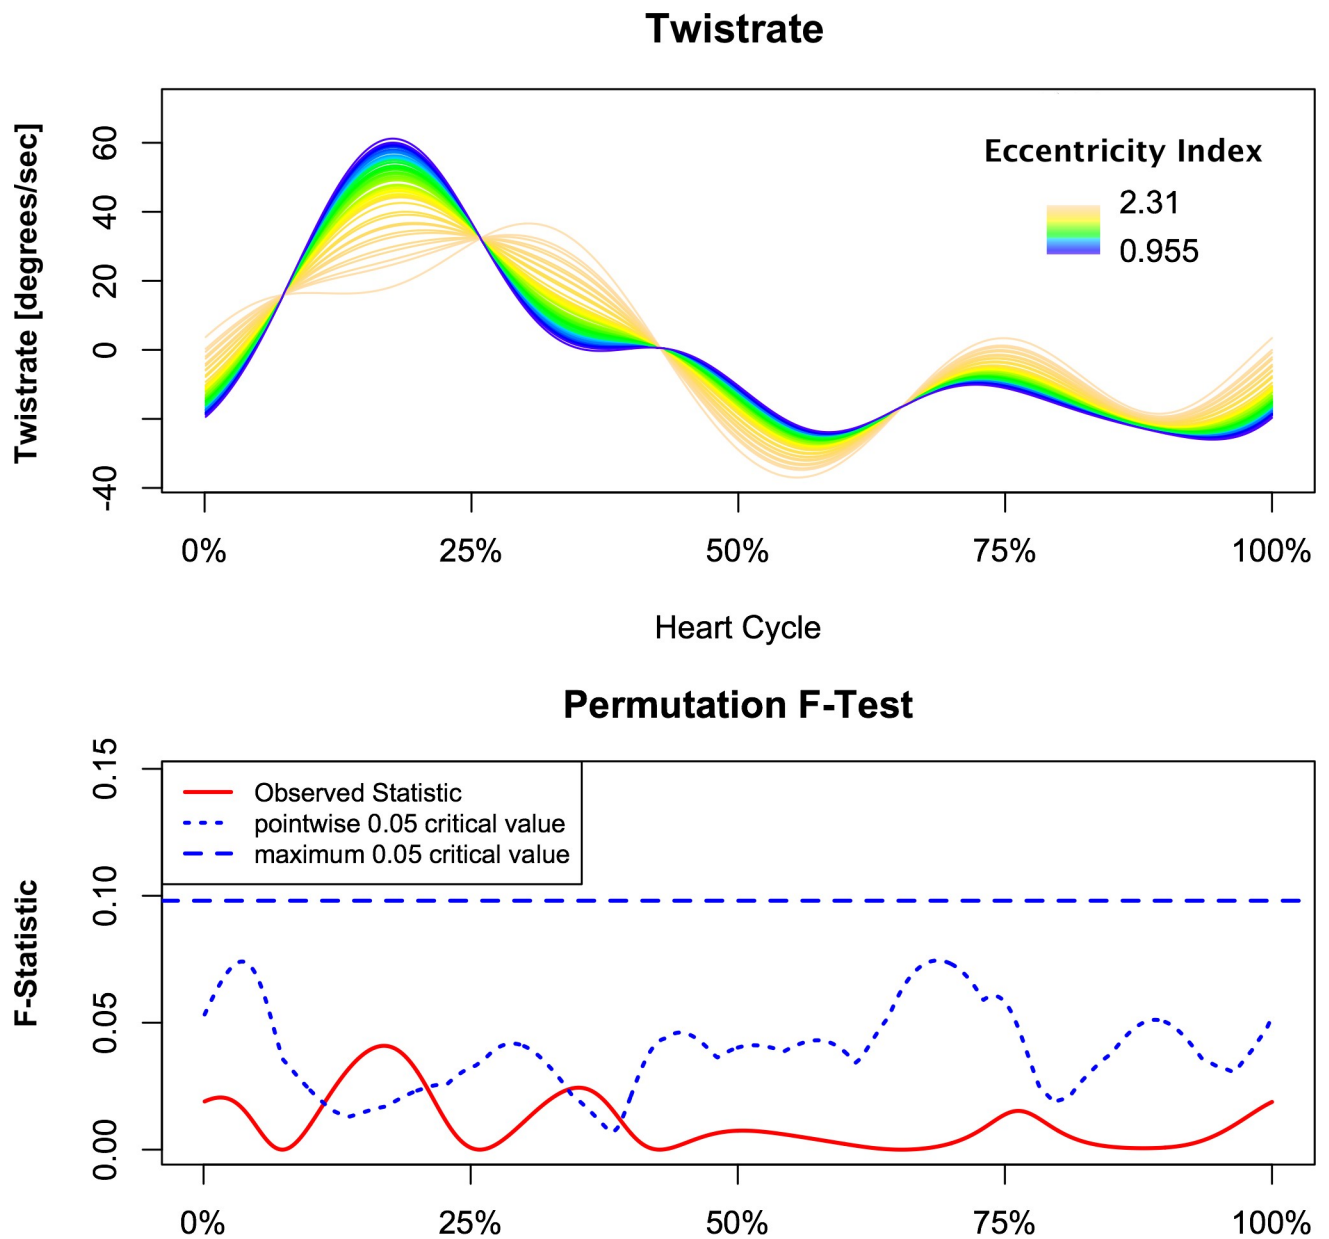 Twistrate
Twistrate [degrees/sec]
60
40
20
0
-40
Eccentricity Index
2.31
0.955
0% 25% 50% 75% 100%
Heart Cycle
Permutation F-Test
F-Statistic
0.15
0.10
0.05
0.00
Observed Statistic
pointwise 0.05 critical value
maximum 0.05 critical value
0% 25% 50% 75% 100%